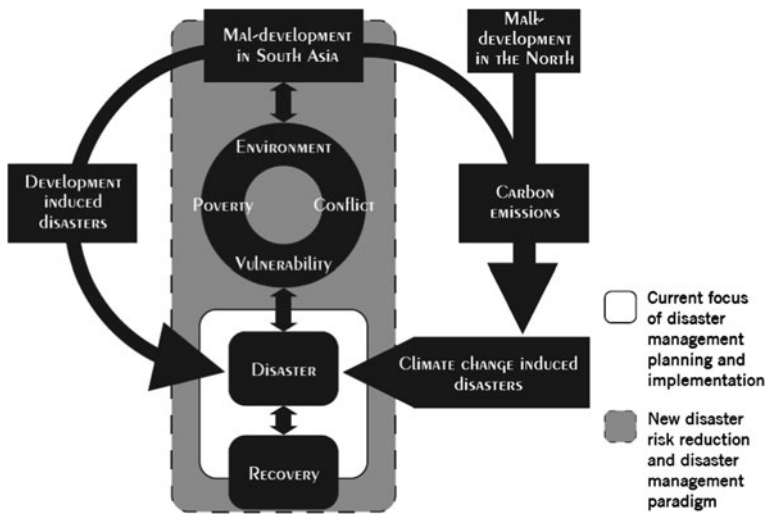 Mal-development
in South Asia
Mall-
development
in the North
Environment
Poverty
Conflict
Vulnerability
Development
induced
disasters
Carbon
emissions
Disaster
Climate change induced
disasters
Recovery
Current focus
of disaster
management
planning and
implementation
New disaster
risk reduction
and disaster
management
paradigm